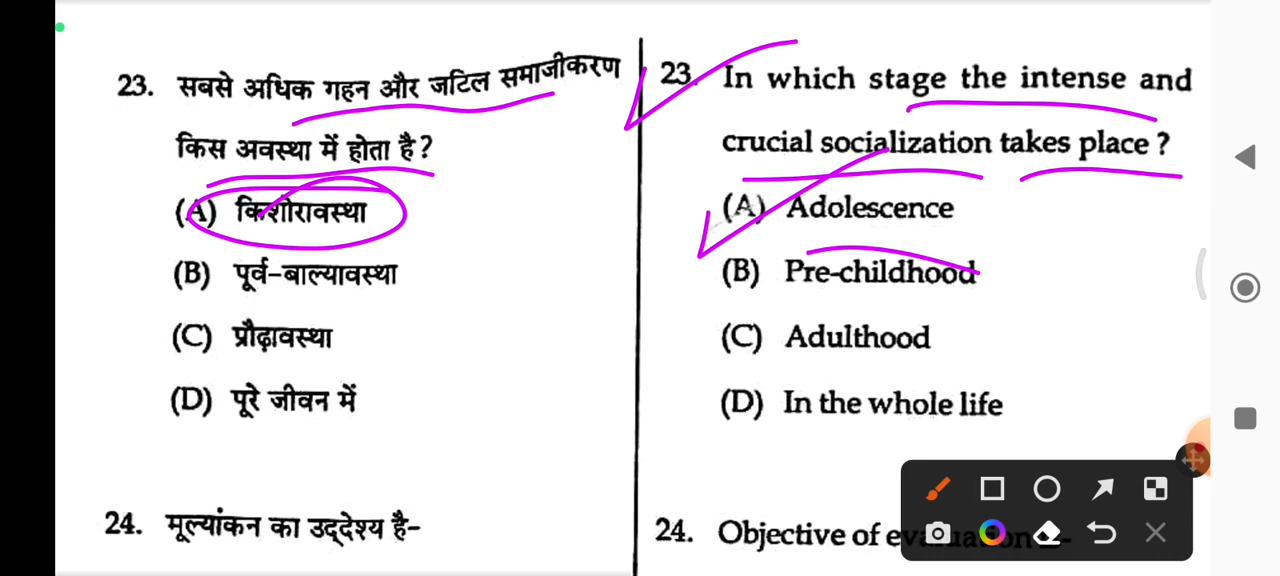 23. सबसे अधिक गहन और जटिल समाजीकरण
किस अवस्था में होता है?
(A) किशोरावस्था
(B) पूर्व-बाल्यावस्था
(C) प्रौढ़ावस्था
(D) पूरे जीवन में
24. मूल्यांकन का उद्देश्य है-
23. In which stage the intense and
crucial socialization takes place ?
(A) Adolescence
(B) Pre-childhood
(C) Adulthood
(D) In the whole life
24. Objective of